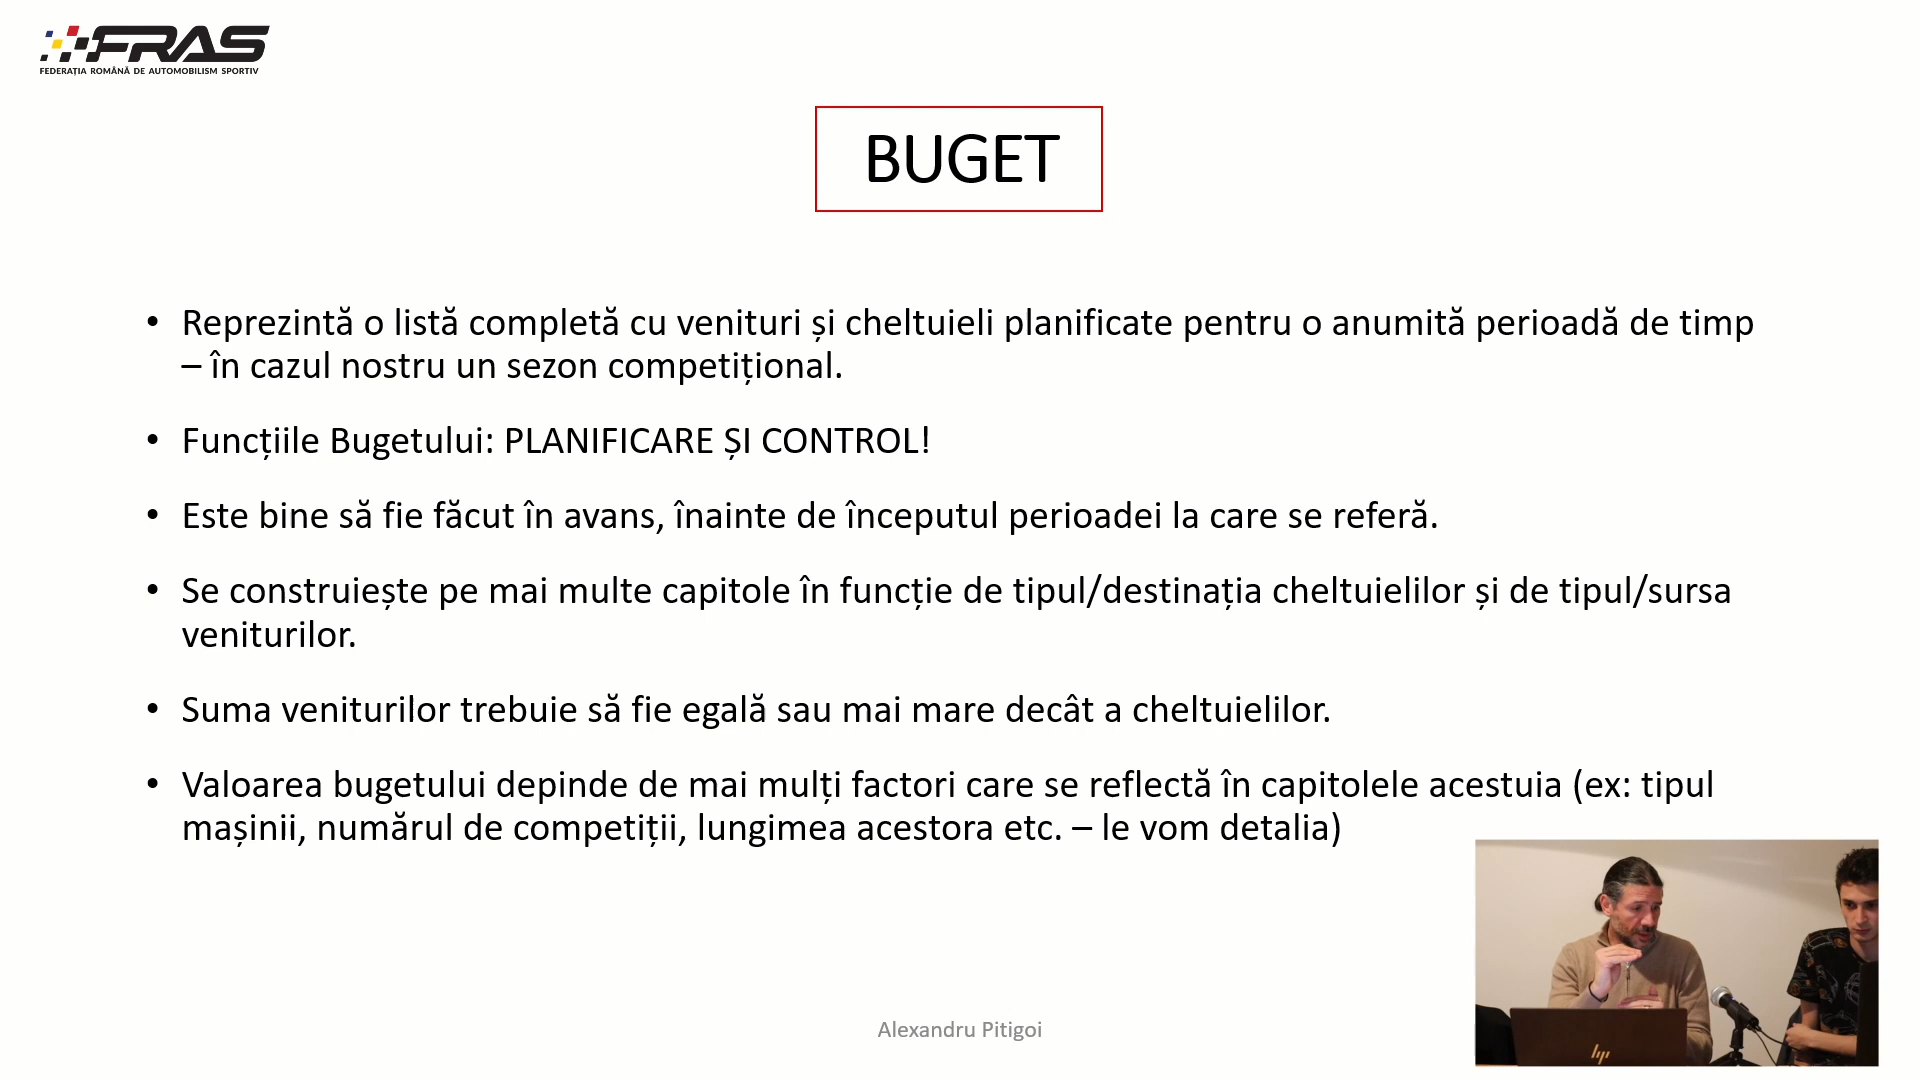 FRAS
FEDERAȚIA ROMÂNĂ DE AUTOMOBILISM SPORTIV
BUGET
• Reprezintă o listă completă cu venituri și cheltuieli planificate pentru o anumită perioadă de timp
– în cazul nostru un sezon competițional.
• Funcțiile Bugetului: PLANIFICARE ȘI CONTROL!
• Este bine să fie făcut în avans, înainte de începutul perioadei la care se referă.
• Se construiește pe mai multe capitole în funcție de tipul/destinația cheltuielilor și de tipul/sursa
veniturilor.
• Suma veniturilor trebuie să fie egală sau mai mare decât a cheltuielilor.
• Valoarea bugetului depinde de mai mulți factori care se reflectă în capitolele acestuia (ex: tipul
mașinii, numărul de competiții, lungimea acestora etc. – le vom detalia)
hp
Alexandru Pitigoi